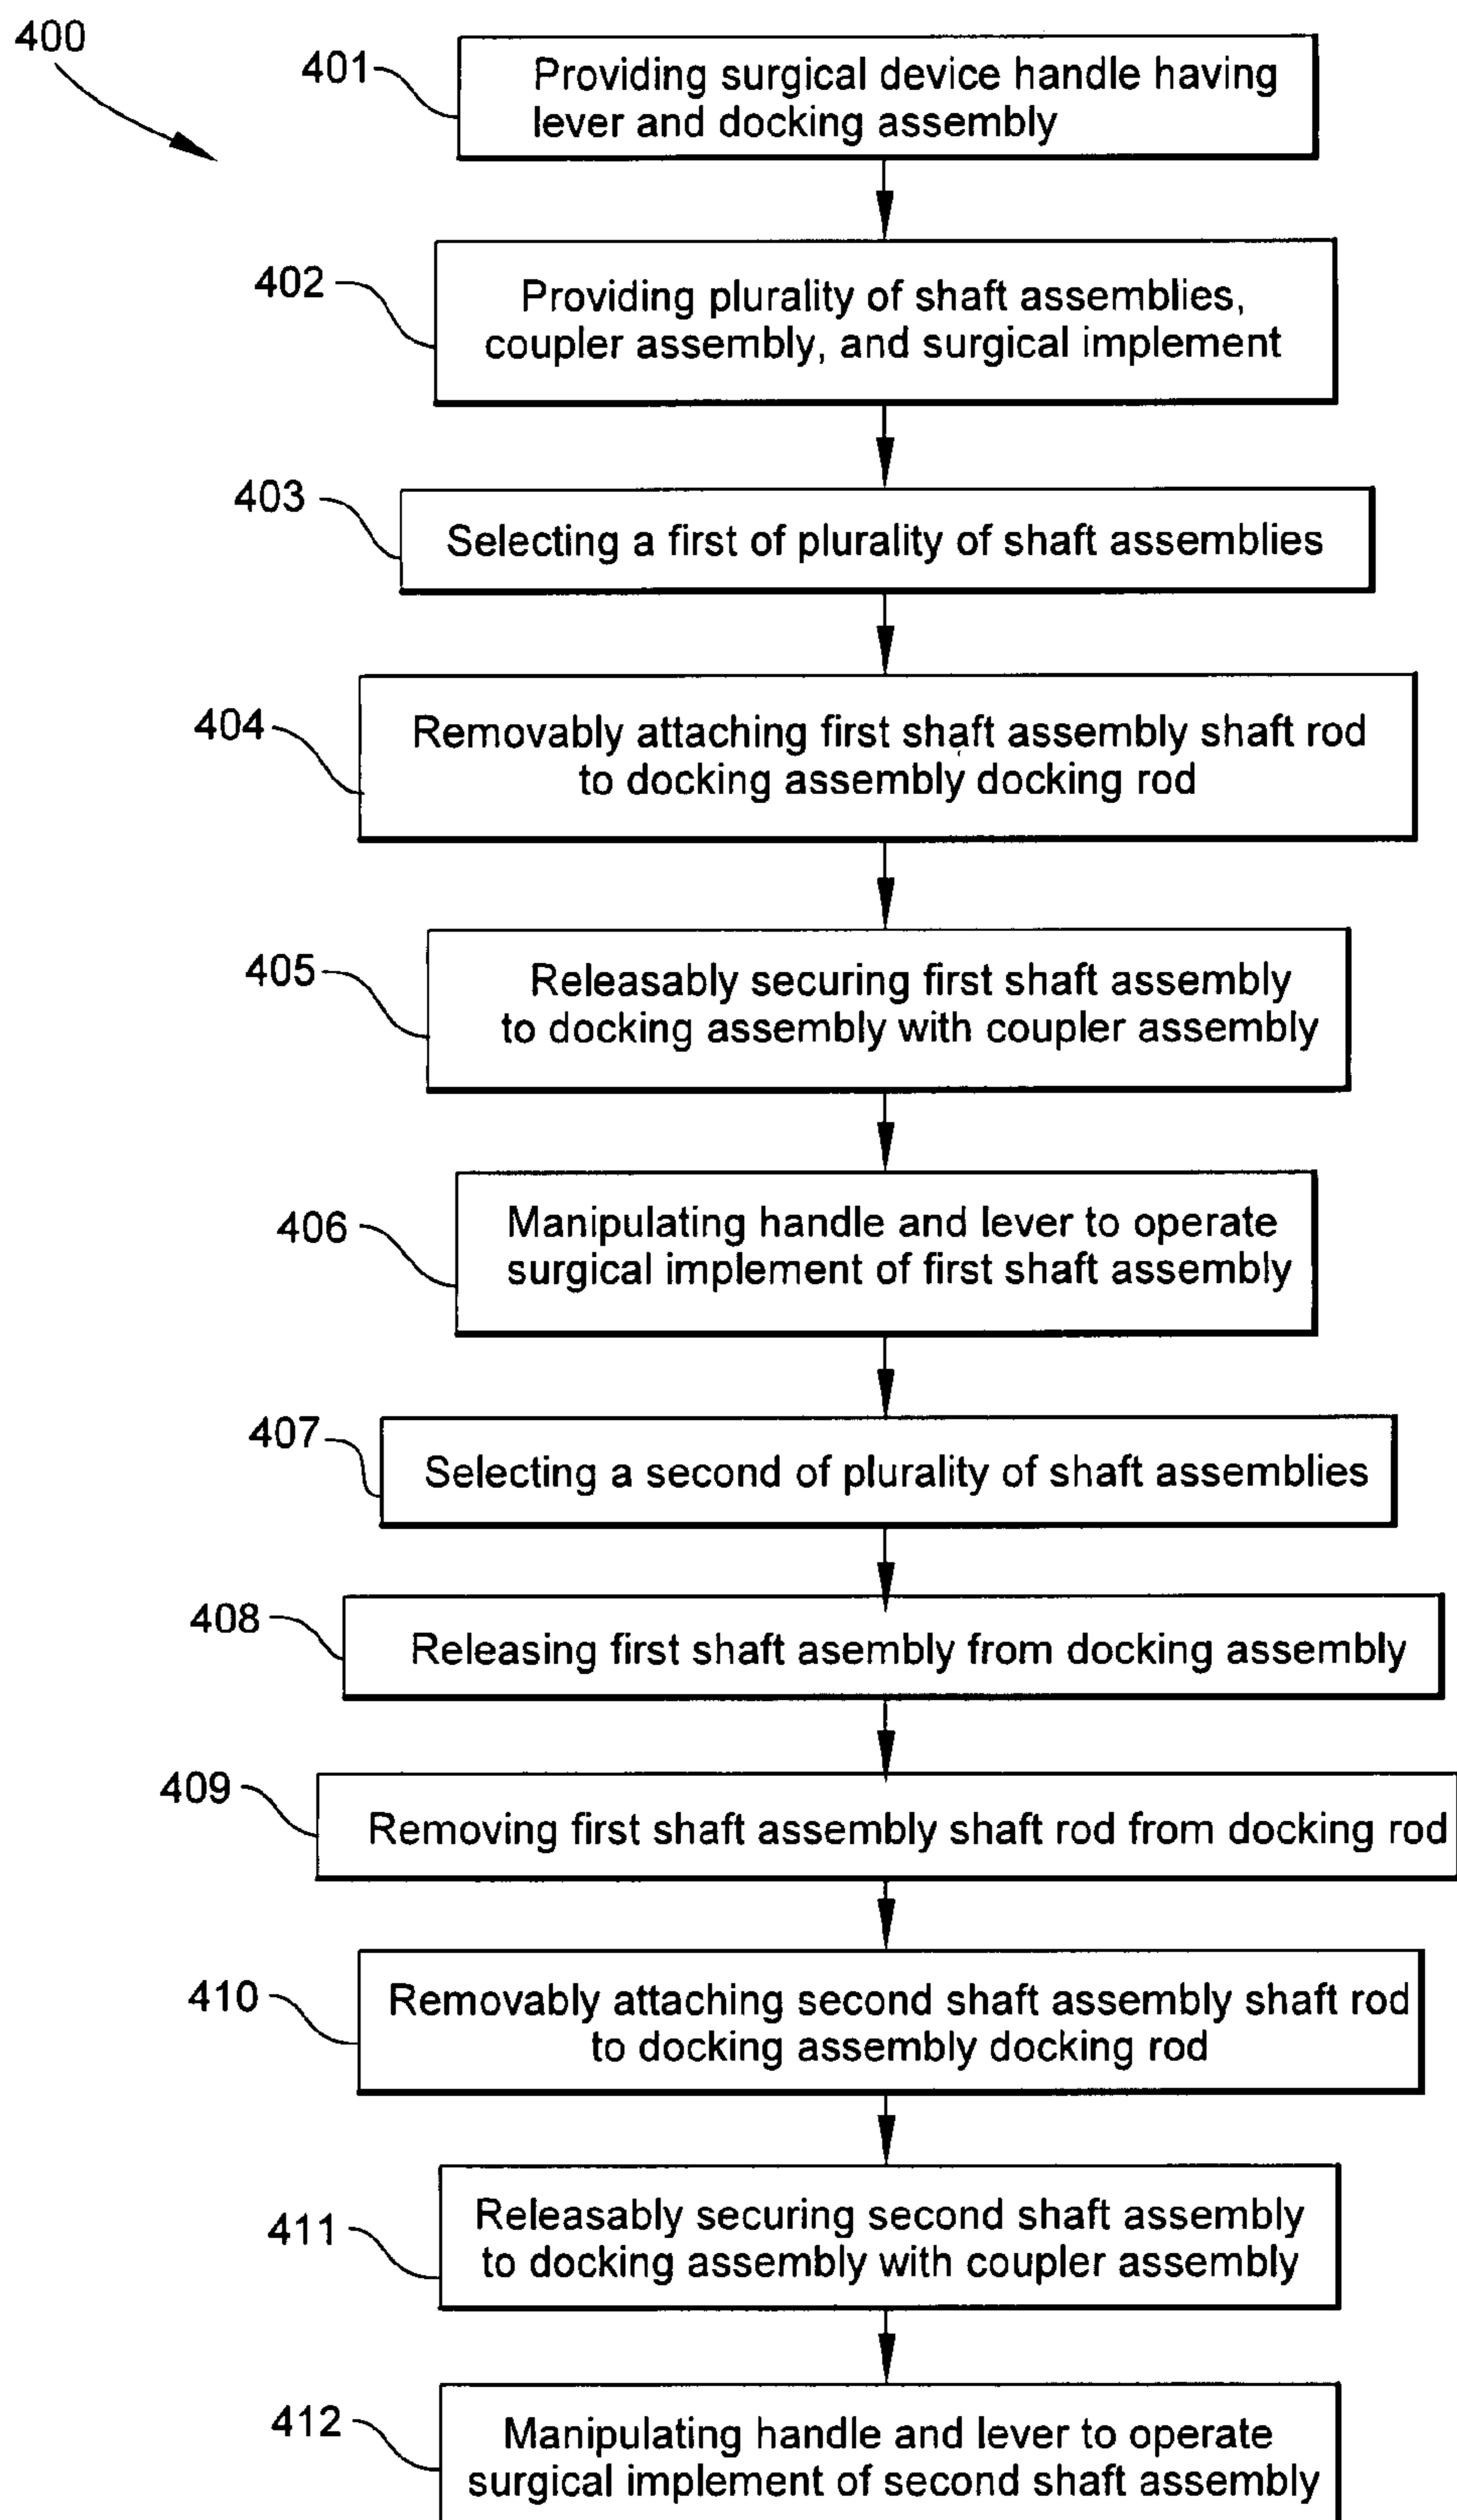 400
401
Providing surgical device handle having
lever and docking assembly
402
Providing plurality of shaft assemblies,
coupler assembly, and surgical implement
403
Selecting a first of plurality of shaft assemblies
404
Removably attaching first shaft assembly shaft rod
to docking assembly docking rod
405
Releasably securing first shaft assembly
to docking assembly with coupler assembly
406
Manipulating handle and lever to operate
surgical implement of first shaft assembly
407
Selecting a second of plurality of shaft assemblies
408
Releasing first shaft asembly from docking assembly
409
Removing first shaft assembly shaft rod from docking rod
410
Removably attaching second shaft assembly shaft rod
to docking assembly docking rod
411
Releasably securing second shaft assembly
to docking assembly with coupler assembly
412
Manipulating handle and lever to operate
surgical implement of second shaft assembly